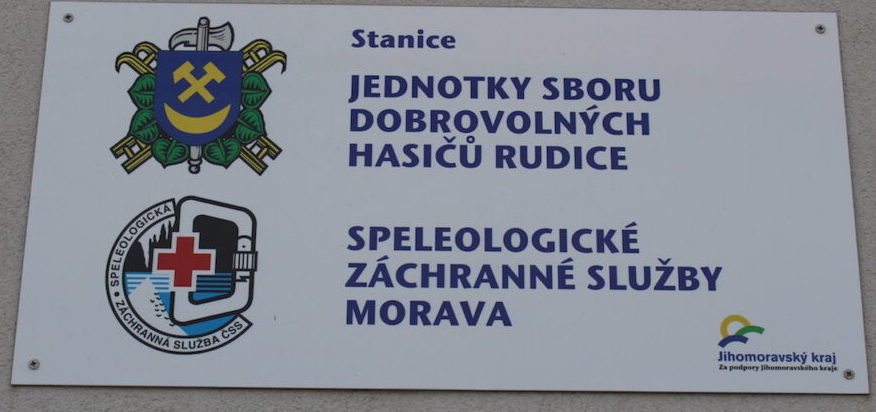 Stanice
JEDNOTKY SBORU
DOBROVOLNÝCH
HASIČŮ RUDICE
SPELEOLOGICKÁ
ZÁCHRANNÁ SLUŽBA ČSS
SPELEOLOGICKÉ
ZÁCHRANNÉ SLUŽBY
MORAVA
Jihomoravský kraj
Za podpory Jihomoravského kraje